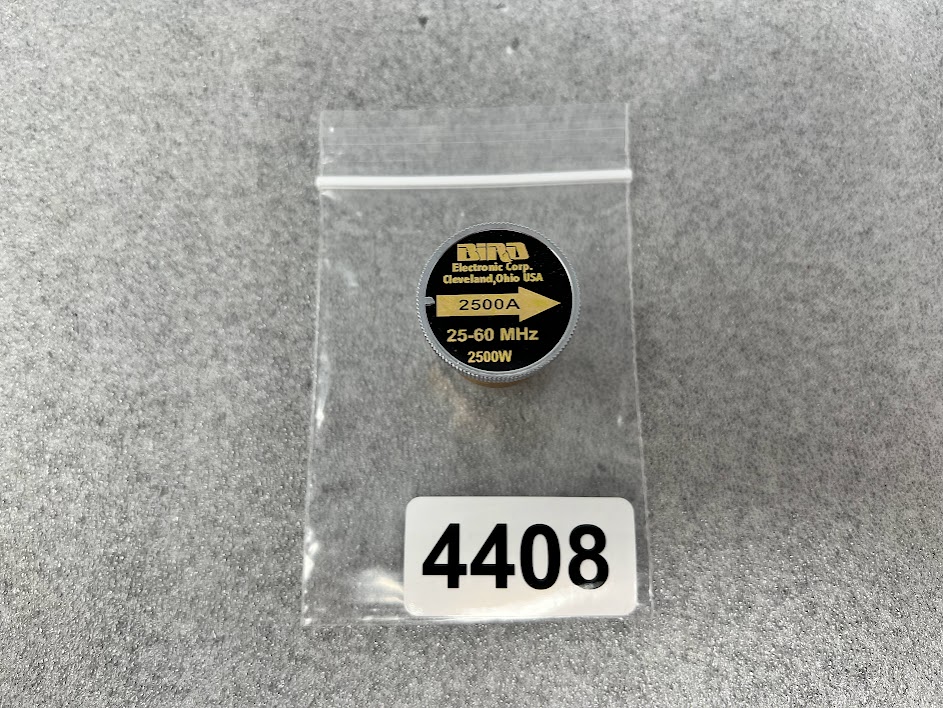 BIRD
Electronic Corp.
Cleveland,Ohio USA
2500A
25-60 MHz
2500W
4408